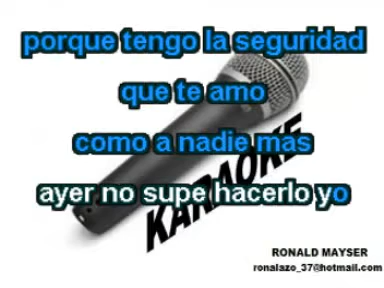 porque tengo la seguridad
que te amo
como a nadie mas
ayer no supe hacerlo yo
KARAOKE
RONALD MAYSER
ronalazo_37@hotmail.com